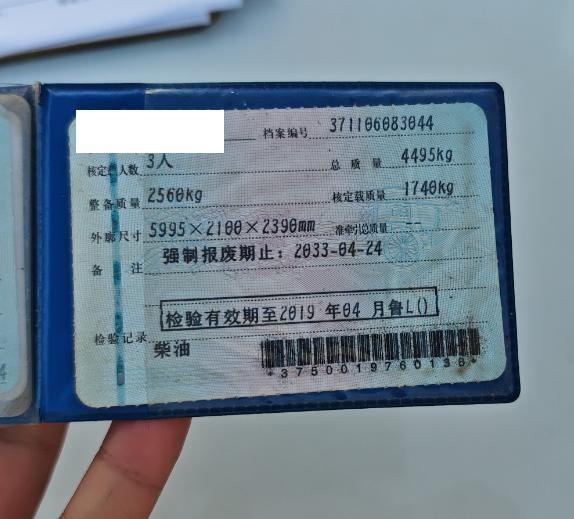 档案编号 371106083044
核定载人数 3人 总质量 4495kg
整备质量 2560kg 核定载质量 1740kg
外廓尺寸 5995×2100×2390mm 准牵引总质量 --
备注 强制报废期止：2033-04-24
检验有效期至2019 年04 月鲁L()
检验记录
柴油
*3750019760138*